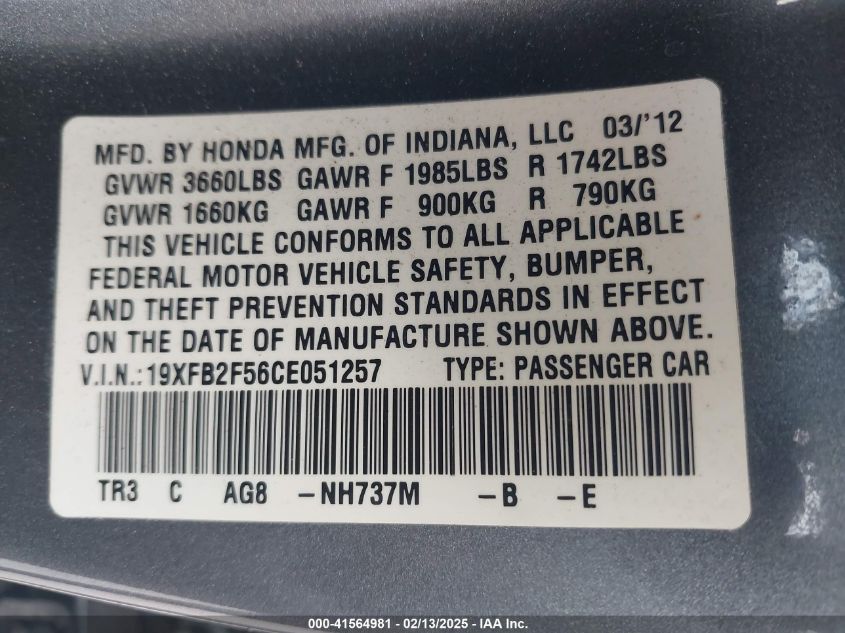 MFD. BY HONDA MFG. OF INDIANA, LLC 03/'12
GVWR 3660LBS GAWR F 1985LBS R 1742LBS
GVWR 1660KG GAWR F 900KG R 790KG
THIS VEHICLE CONFORMS TO ALL APPLICABLE
FEDERAL MOTOR VEHICLE SAFETY, BUMPER,
AND THEFT PREVENTION STANDARDS IN EFFECT
ON THE DATE OF MANUFACTURE SHOWN ABOVE.
V.I.N.: 19XFB2F56CE051257 TYPE: PASSENGER CAR
TR3 C AG8 -NH737M -B -E
000-41564981 - 02/13/2025 - IAA Inc.